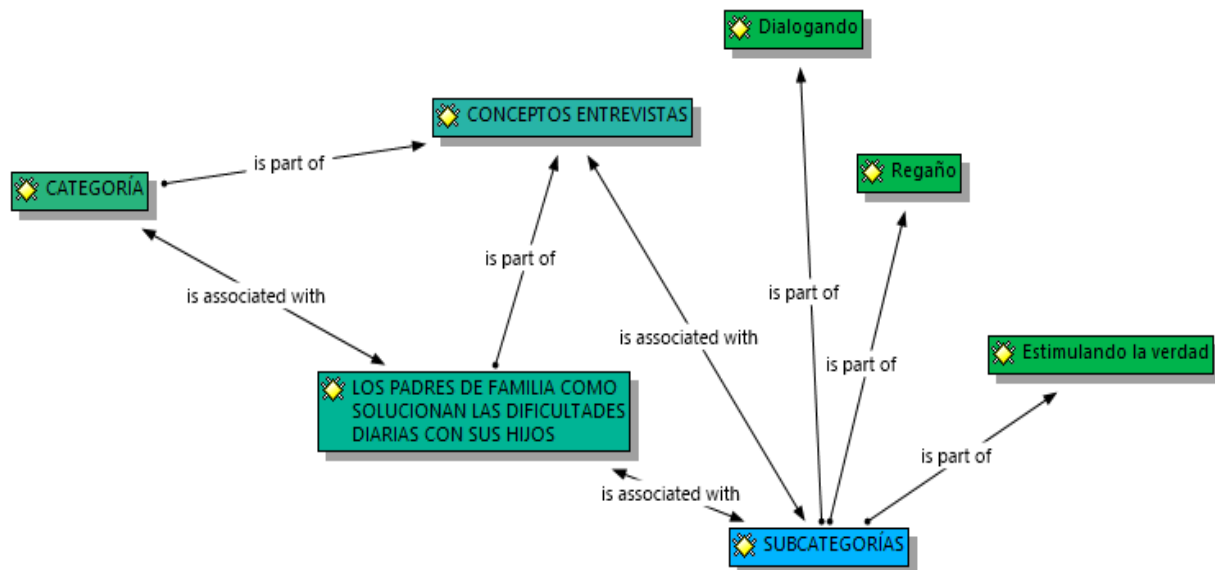 Dialogando
CONCEPTOS ENTREVISTAS
is part of
Regaño
CATEGORÍA
is part of
is associated with
is part of
is associated with
is part of
Estimulando la verdad
LOS PADRES DE FAMILIA COMO
SOLUCIONAN LAS DIFICULTADES
DIARIAS CON SUS HIJOS
is part of
is associated with
SUBCATEGORÍAS